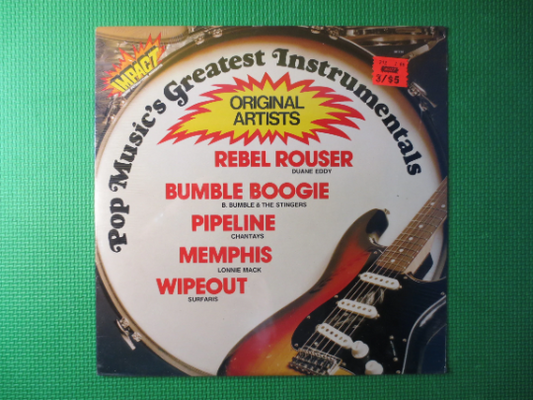 IMPACT
Pop Music's Greatest Instrumentals
3/$5
ORIGINAL
ARTISTS
REBEL ROUSER
DUANE EDDY
BUMBLE BOOGIE
B. BUMBLE & THE STINGERS
PIPELINE
CHANTAYS
MEMPHIS
LONNIE MACK
WIPEOUT
SURFARIS